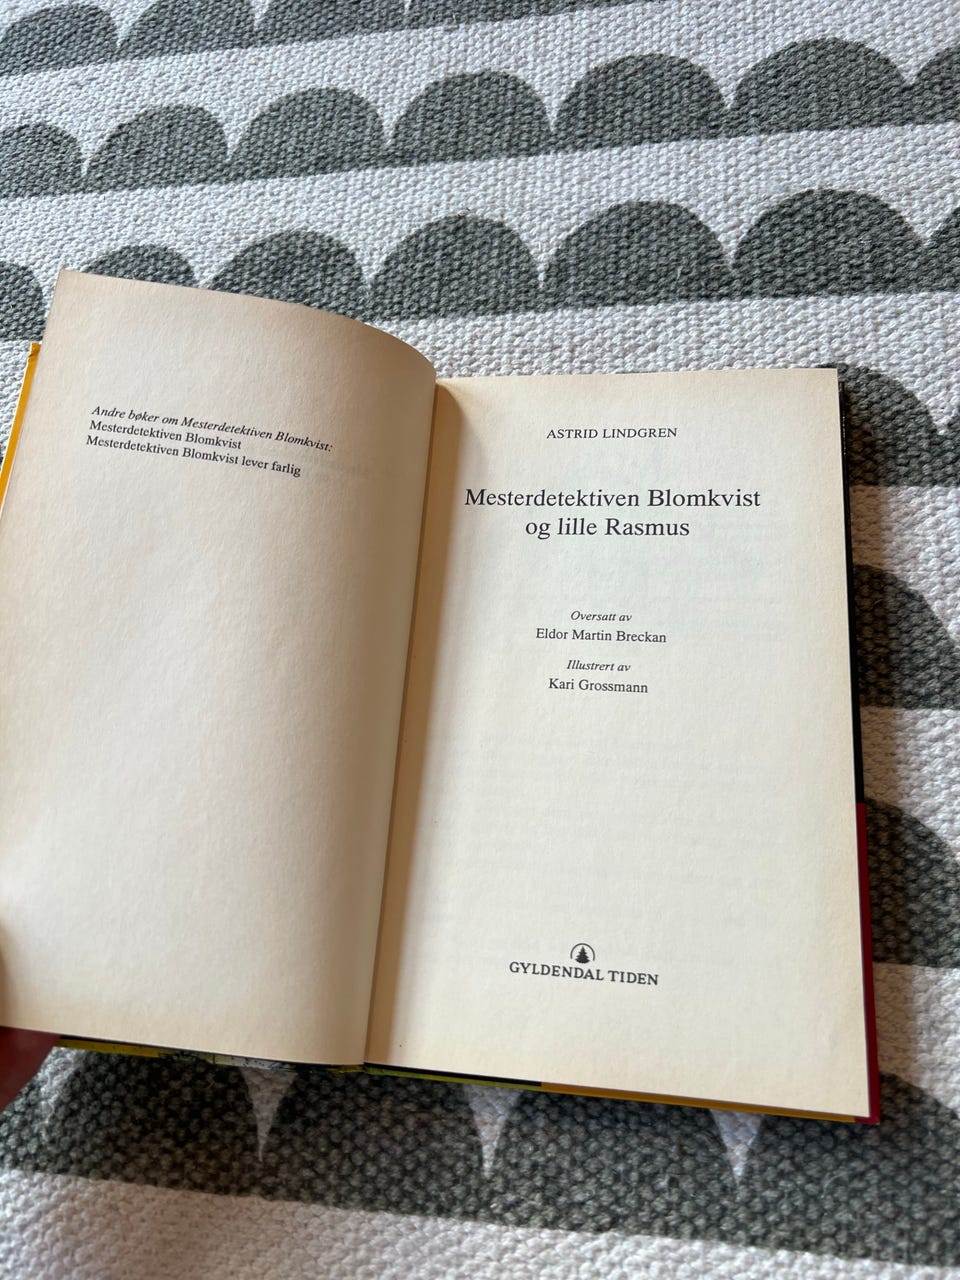 Andre bøker om Mesterdetektiven Blomkvist:
Mesterdetektiven Blomkvist
Mesterdetektiven Blomkvist lever farlig
ASTRID LINDGREN
Mesterdetektiven Blomkvist
og lille Rasmus
Oversatt av
Eldor Martin Breckan
Illustrert av
Kari Grossmann
GYLDENDAL TIDEN